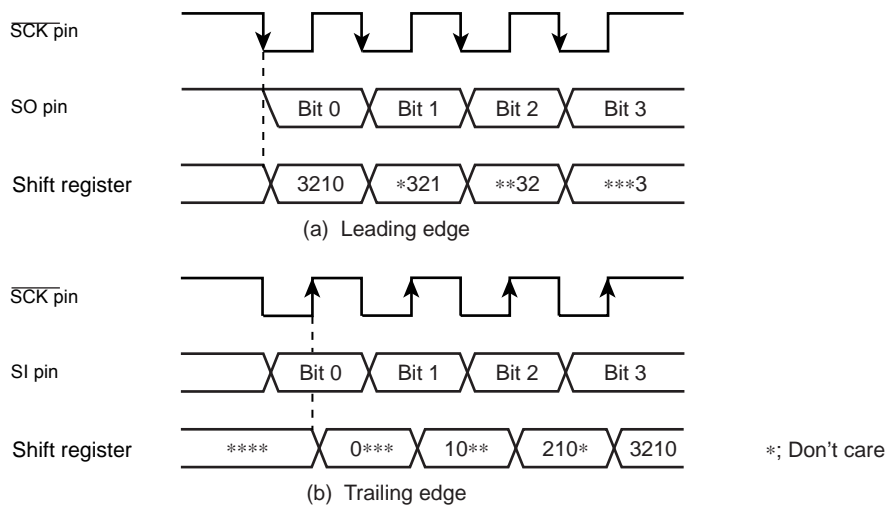 SCK pin
SO pin Bit 0 Bit 1 Bit 2 Bit 3
Shift register 3210 *321 **32 ***3
(a) Leading edge
SCK pin
SI pin Bit 0 Bit 1 Bit 2 Bit 3
Shift register **** 0*** 10** 210* 3210 *; Don't care
(b) Trailing edge